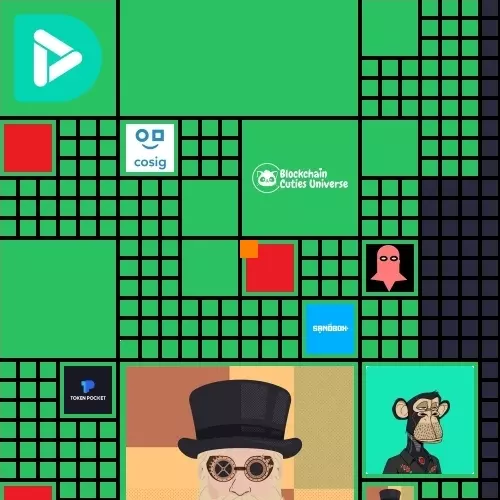 cosig
Blockchain
Cuties Universe
SANDBOX
TOKEN POCKET